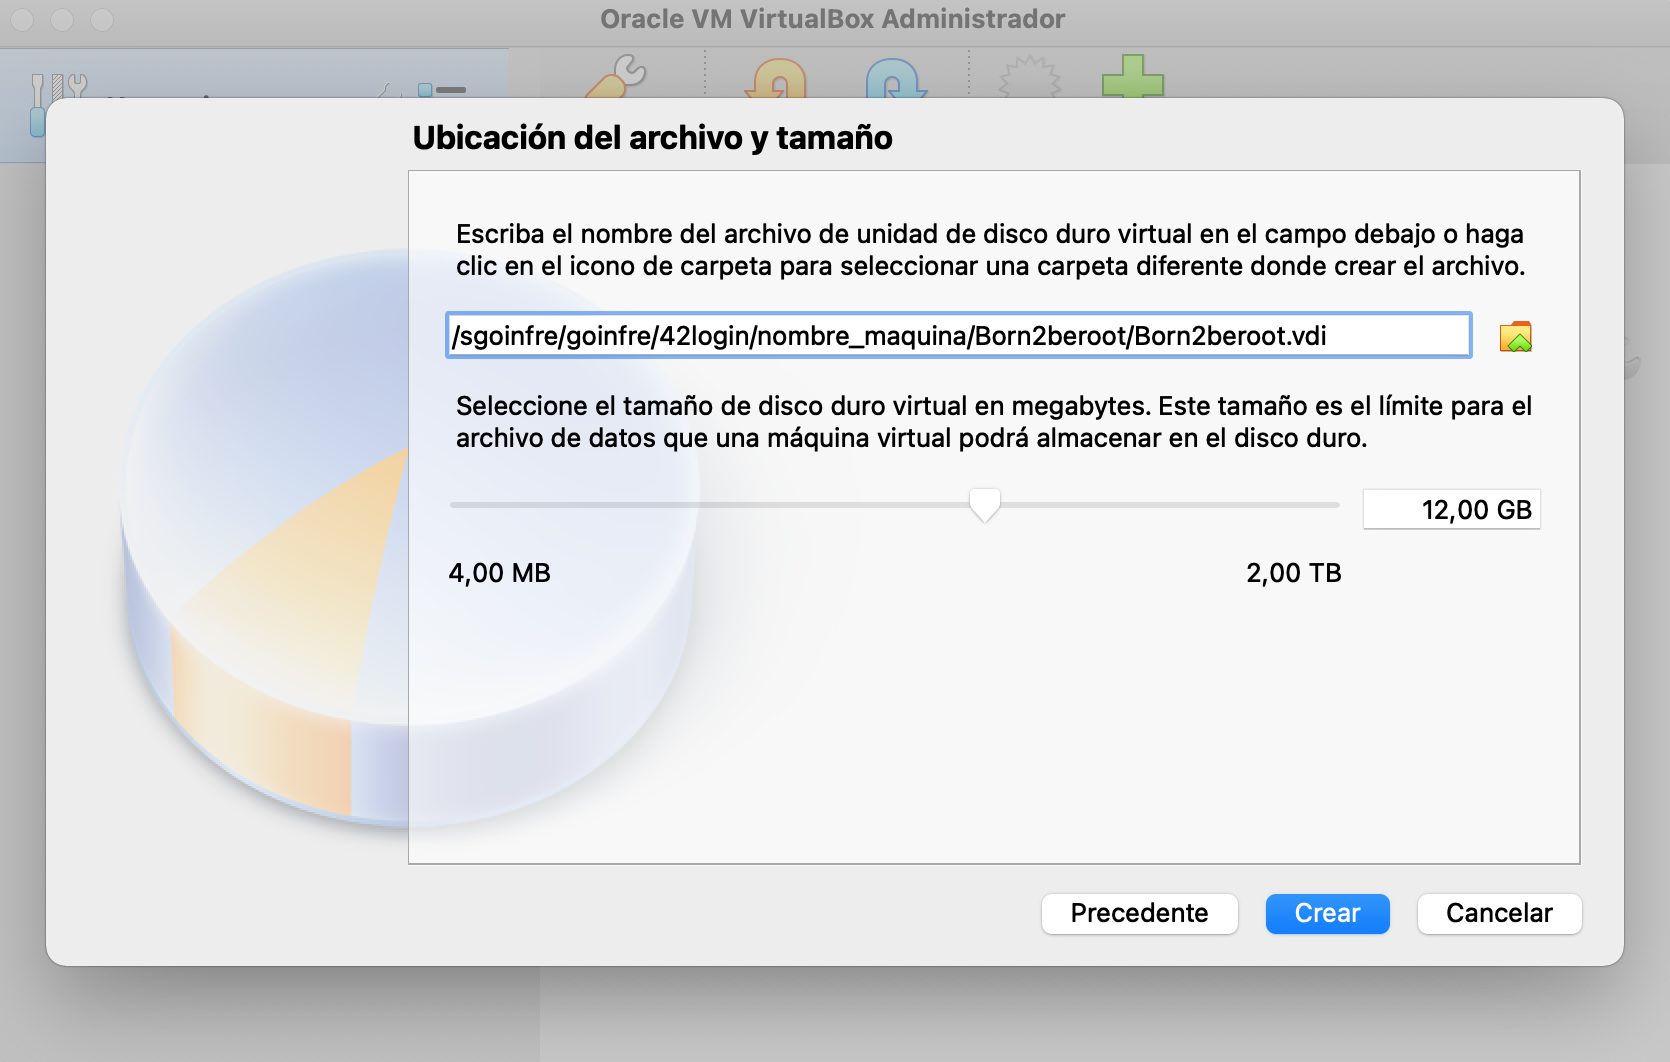 Oracle VM VirtualBox Administrador
Ubicación del archivo y tamaño
Escriba el nombre del archivo de unidad de disco duro virtual en el campo debajo o haga
clic en el icono de carpeta para seleccionar una carpeta diferente donde crear el archivo.
/sgoinfre/goinfre/42login/nombre_maquina/Born2beroot/Born2beroot.vdi
Seleccione el tamaño de disco duro virtual en megabytes. Este tamaño es el límite para el
archivo de datos que una máquina virtual podrá almacenar en el disco duro.
12,00 GB
4,00 MB
2,00 TB
Precedente
Crear
Cancelar